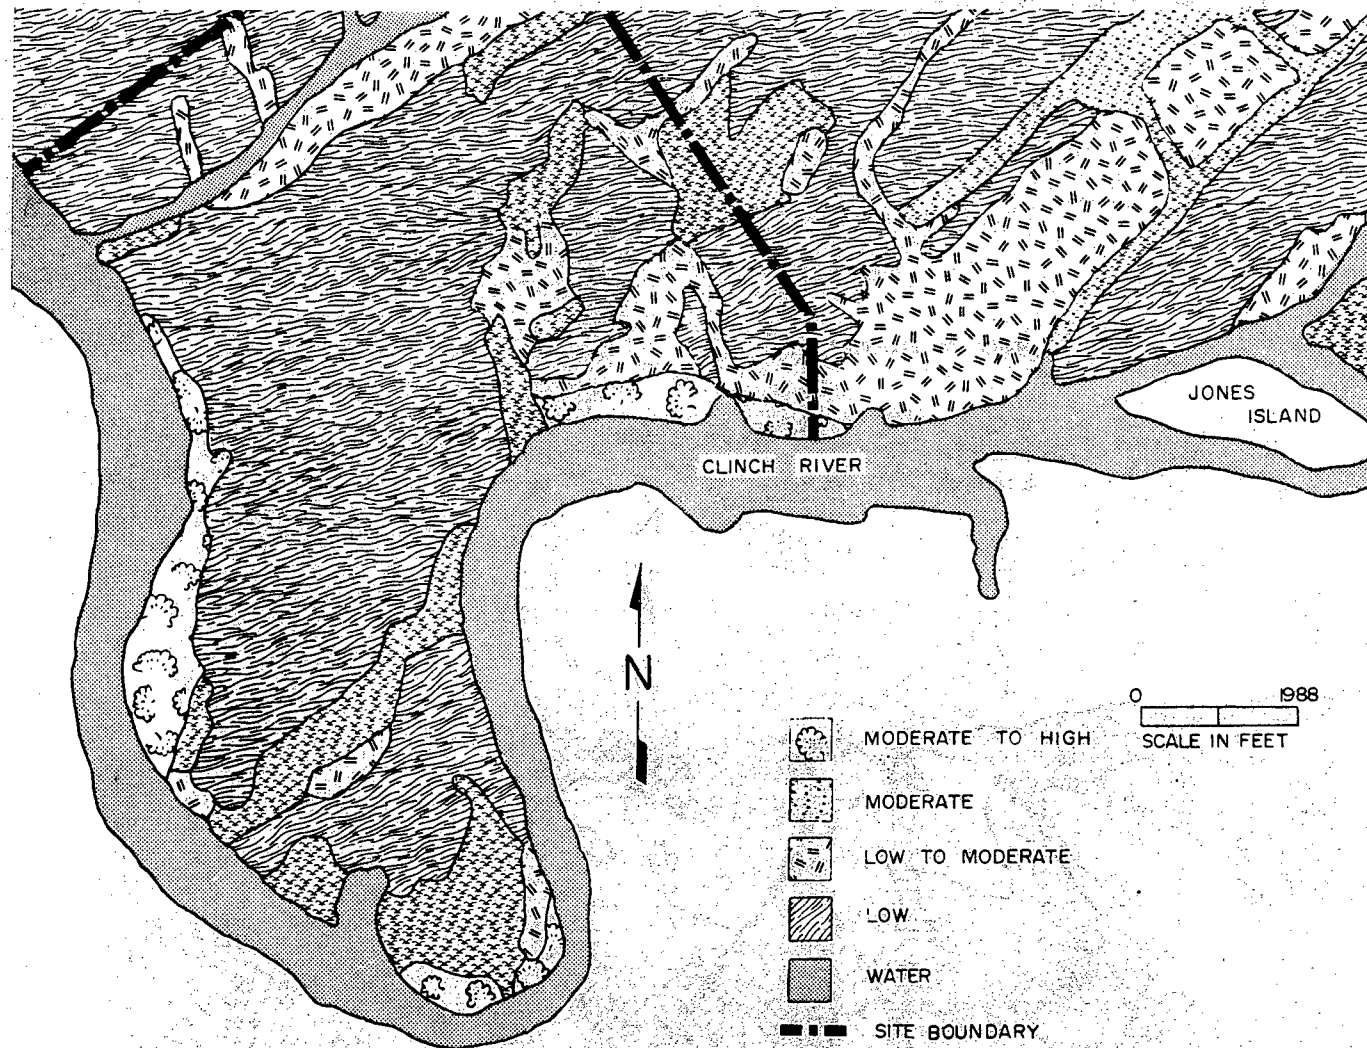 JONES
ISLAND
CLINCH RIVER
N
0 1988
SCALE IN FEET
MODERATE TO HIGH
MODERATE
LOW TO MODERATE
LOW
WATER
SITE BOUNDARY